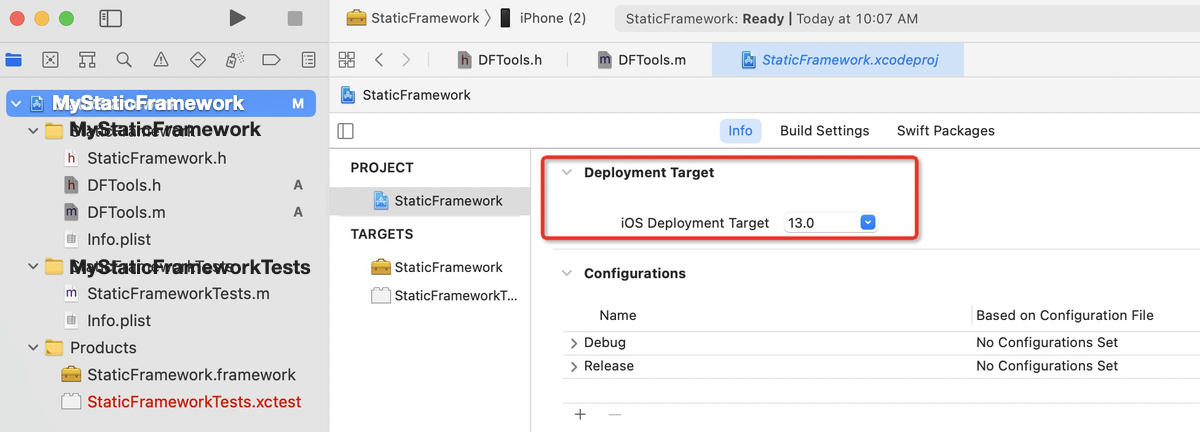 StaticFramework 〉 iPhone (2)
StaticFramework: Ready | Today at 10:07 AM
DFTools.h
DFTools.m
StaticFramework.xcodeproj
MyStaticFramework M
MyStaticFramework
StaticFramework.h
DFTools.h A
DFTools.m A
Info.plist
MyStaticFrameworkTests
StaticFrameworkTests.m
Info.plist
Products
StaticFramework.framework
StaticFrameworkTests.xctest
StaticFramework
Info Build Settings Swift Packages
PROJECT
StaticFramework
TARGETS
StaticFramework
StaticFrameworkT...
Deployment Target
iOS Deployment Target 13.0
Configurations
Name Based on Configuration File
Debug No Configurations Set
Release No Configurations Set